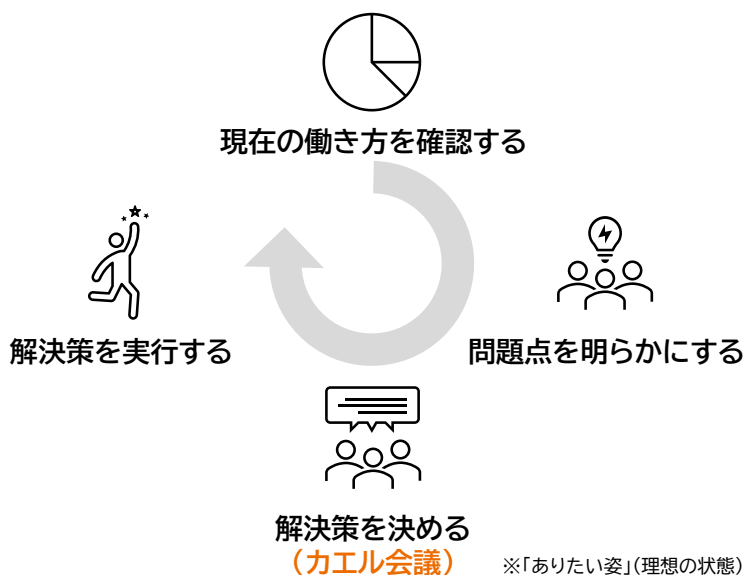 現在の働き方を確認する
解決策を実行する
問題点を明らかにする
解決策を決める
(カエル会議)
※「ありたい姿」(理想の状態)